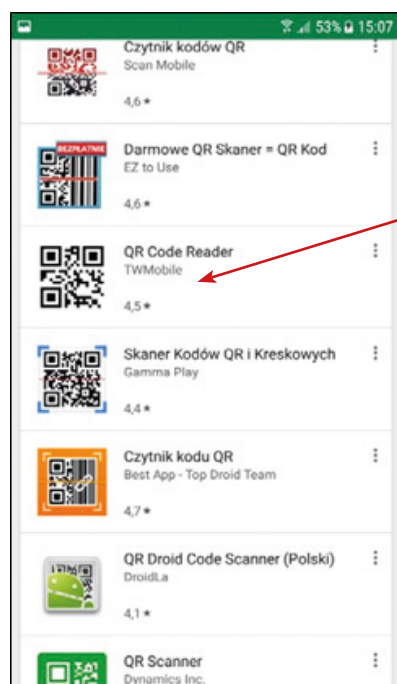 53% 15:07
Czytnik kodów QR
Scan Mobile
4,6 ★
BEZPŁATNIE
Darmowe QR Skaner = QR Kod
EZ to Use
4,6 ★
QR Code Reader
TWMobile
4,5 ★
Skaner Kodów QR i Kreskowych
Gamma Play
4,4 ★
Czytnik kodu QR
Best App - Top Droid Team
4,7 ★
QR Droid Code Scanner (Polski)
DroidLa
4,1 ★
QR Scanner
Dynamics Inc.